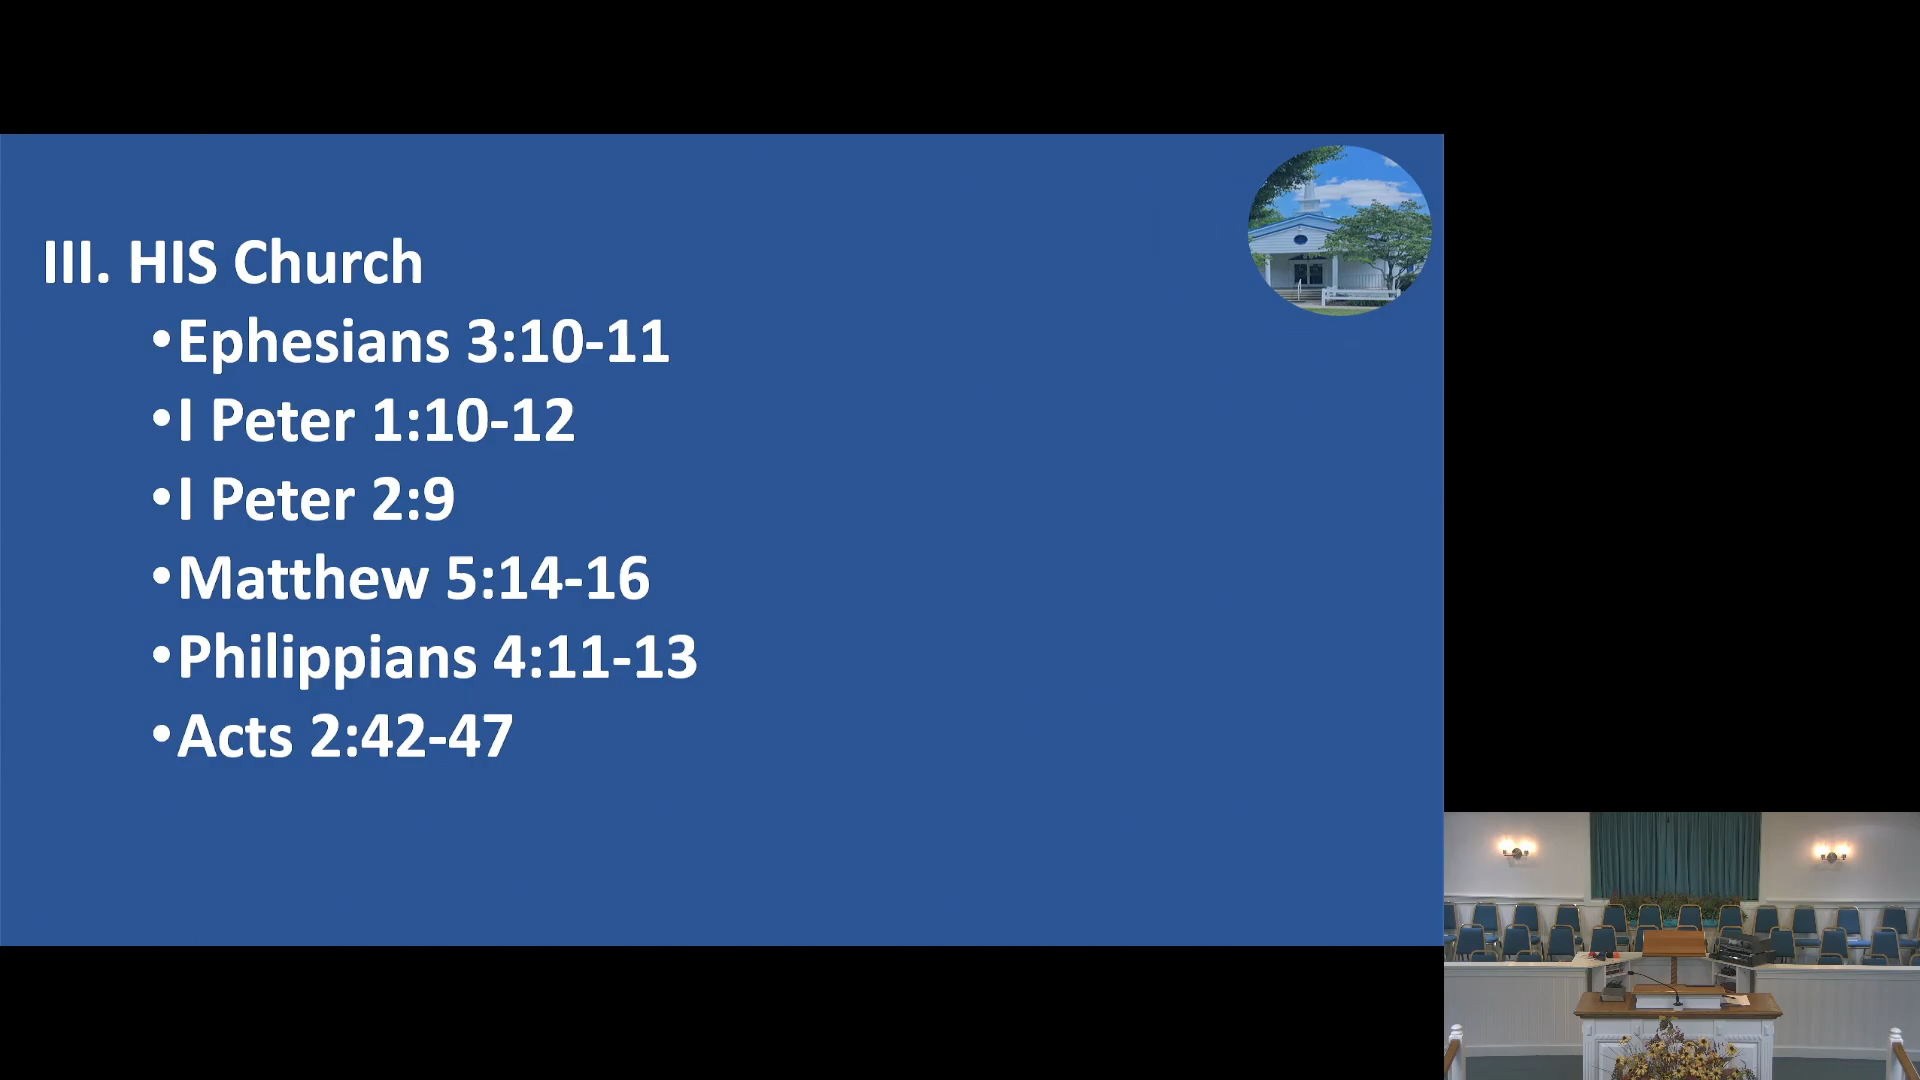 III. HIS Church
•Ephesians 3:10-11
•I Peter 1:10-12
•I Peter 2:9
•Matthew 5:14-16
•Philippians 4:11-13
•Acts 2:42-47